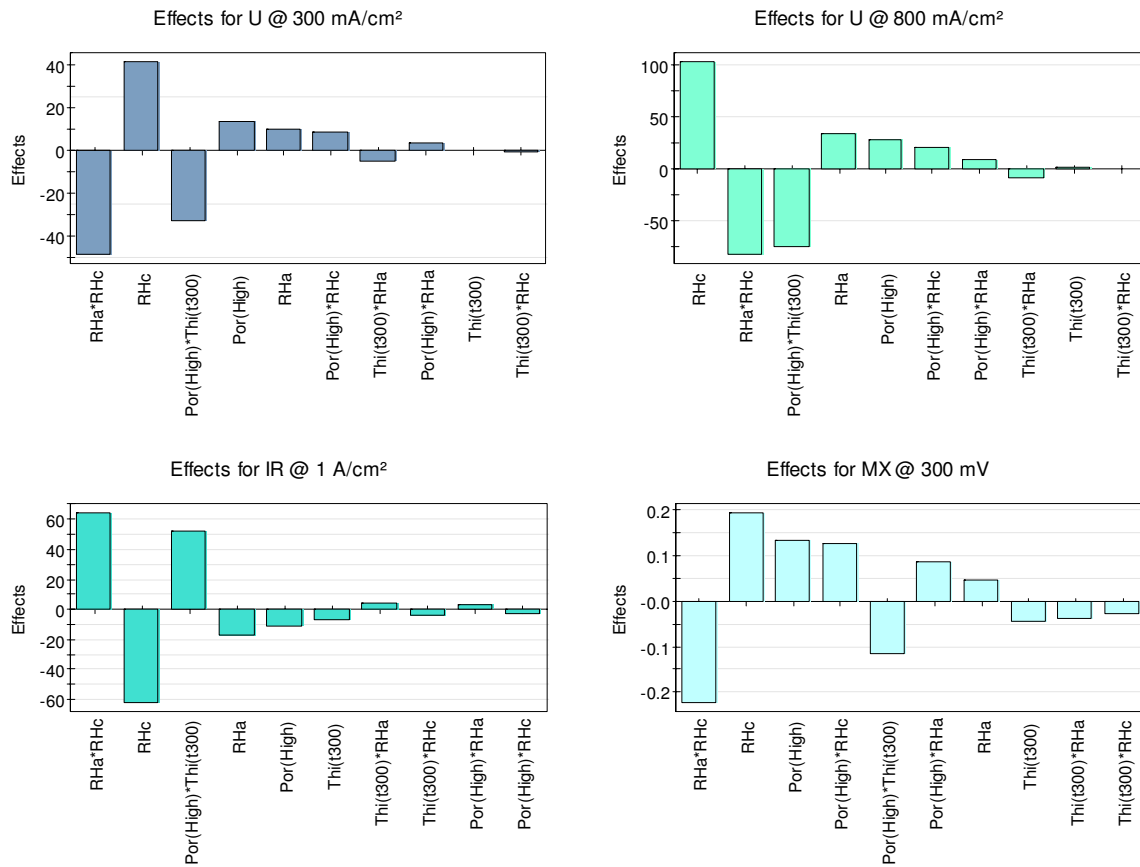 Effects for U @ 300 mA/cm²
Effects
40
20
0
-20
-40
RHa*RHc
RHc
Por(High)*Thi(t300)
Por(High)
RHa
Por(High)*RHc
Thi(t300)*RHa
Por(High)*RHa
Thi(t300)
Thi(t300)*RHc
Effects for U @ 800 mA/cm²
Effects
100
50
0
-50
RHc
RHa*RHc
Por(High)*Thi(t300)
RHa
Por(High)
Por(High)*RHc
Por(High)*RHa
Thi(t300)*RHa
Thi(t300)
Thi(t300)*RHc
Effects for IR @ 1 A/cm²
Effects
60
40
20
0
-20
-40
-60
RHa*RHc
RHc
Por(High)*Thi(t300)
RHa
Por(High)
Thi(t300)
Thi(t300)*RHa
Thi(t300)*RHc
Por(High)*RHa
Por(High)*RHc
Effects for MX @ 300 mV
Effects
0.2
0.1
-0.0
-0.1
-0.2
RHa*RHc
RHc
Por(High)
Por(High)*RHc
Por(High)*Thi(t300)
Por(High)*RHa
RHa
Thi(t300)
Thi(t300)*RHa
Thi(t300)*RHc